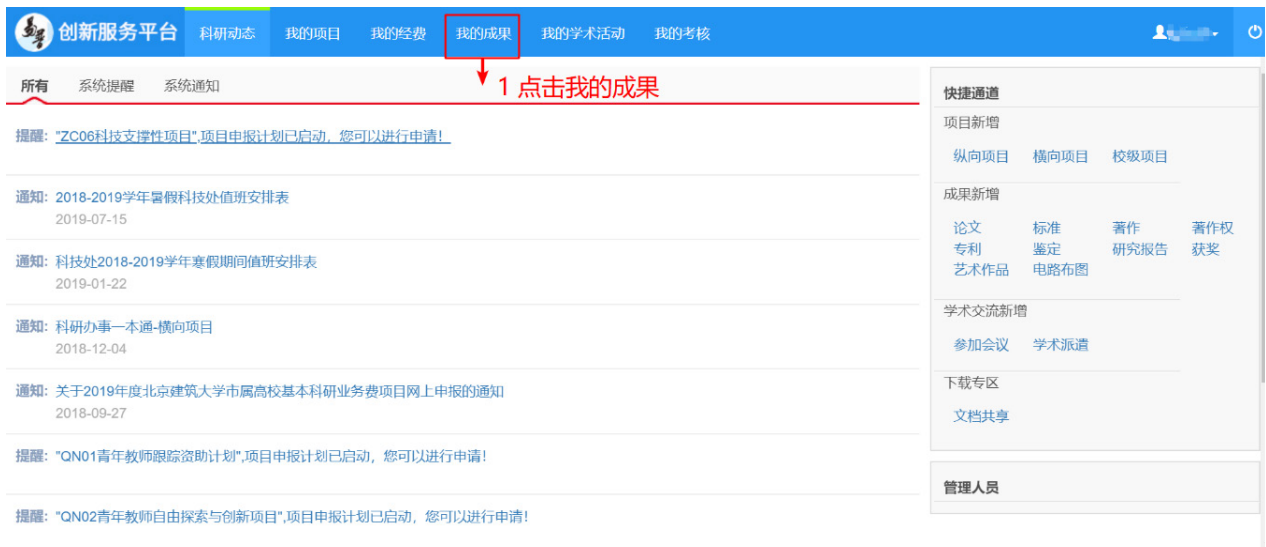 创新服务平台 科研动态 我的项目 我的经费 我的成果 我的学术活动 我的考核
1 点击我的成果
所有 系统提醒 系统通知
提醒: "ZC06科技支撑性项目",项目申报计划已启动，您可以进行申请！
通知: 2018-2019学年暑假科技处值班安排表
2019-07-15
通知: 科技处2018-2019学年寒假期间值班安排表
2019-01-22
通知: 科研办事一本通-横向项目
2018-12-04
通知: 关于2019年度北京建筑大学市属高校基本科研业务费项目网上申报的通知
2018-09-27
提醒: "QN01青年教师跟踪资助计划",项目申报计划已启动，您可以进行申请！
提醒: "QN02青年教师自由探索与创新项目",项目申报计划已启动，您可以进行申请！
快捷通道
项目新增
纵向项目 横向项目 校级项目
成果新增
论文 标准 著作 著作权
专利 鉴定 研究报告 获奖
艺术作品 电路布图
学术交流新增
参加会议 学术派遣
下载专区
文档共享
管理人员